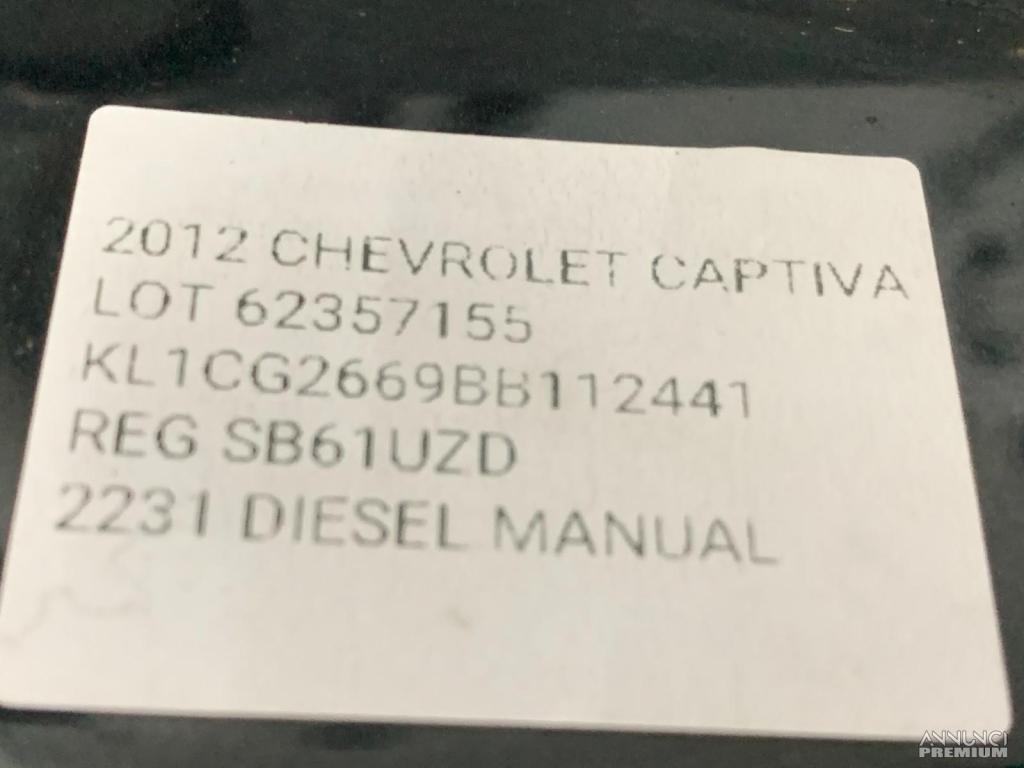 2012 CHEVROLET CAPTIVA
LOT 62357155
KL1CG2669BB112441
REG SB61UZD
2231 DIESEL MANUAL
ANNUNCI
PREMIUM